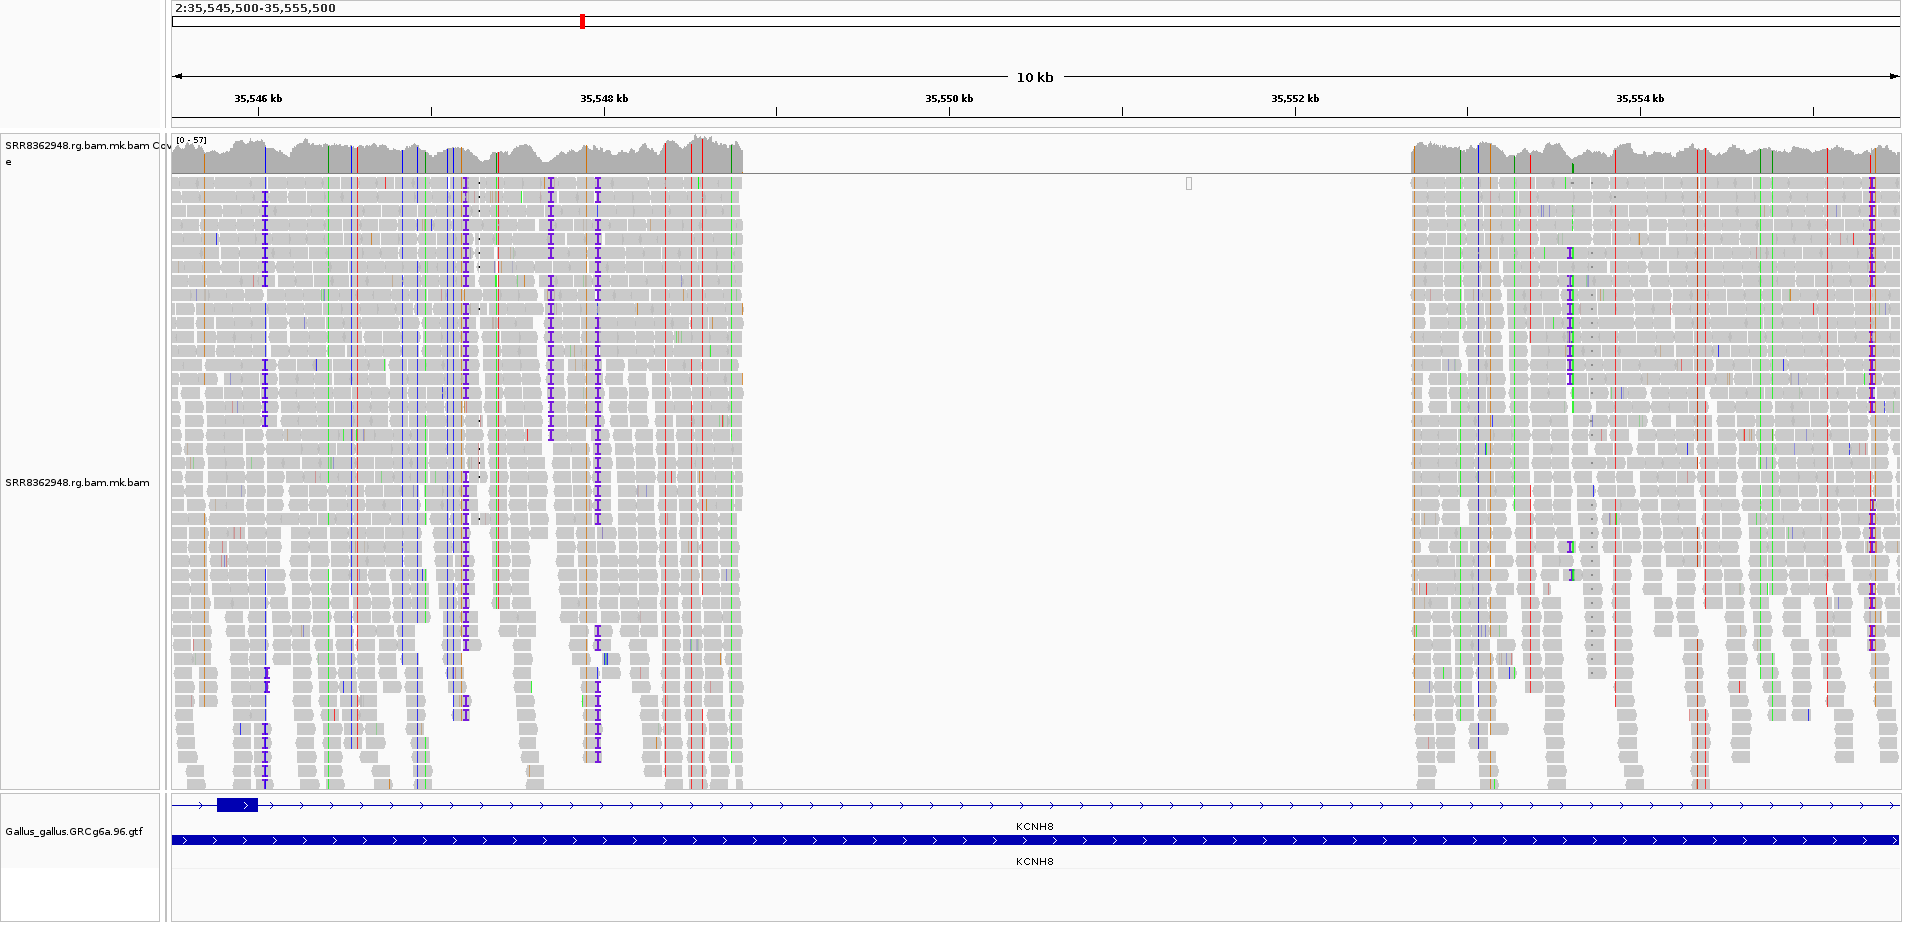 2:35,545,500-35,555,500
10 kb
35,546 kb 35,548 kb 35,550 kb 35,552 kb 35,554 kb
SRR8362948.rg.bam.mk.bam Cov
e
[0 - 57]
SRR8362948.rg.bam.mk.bam
KCNH8
Gallus_gallus.GRCg6a.96.gtf
KCNH8